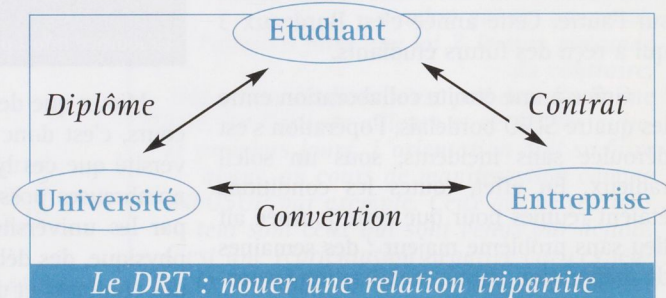 Etudiant
Diplôme
Contrat
Université
Entreprise
Convention
Le DRT : nouer une relation tripartite